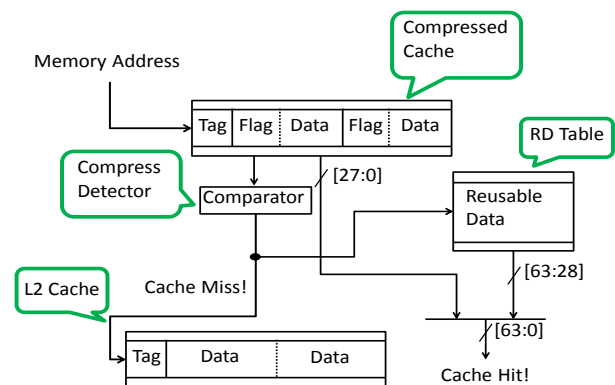 Compressed
Cache
Memory Address
RD Table
Tag Flag Data Flag Data
Compress
Detector
[27:0]
Comparator
Reusable
Data
L2 Cache
Cache Miss!
[63:28]
[63:0]
Tag Data Data
Cache Hit!